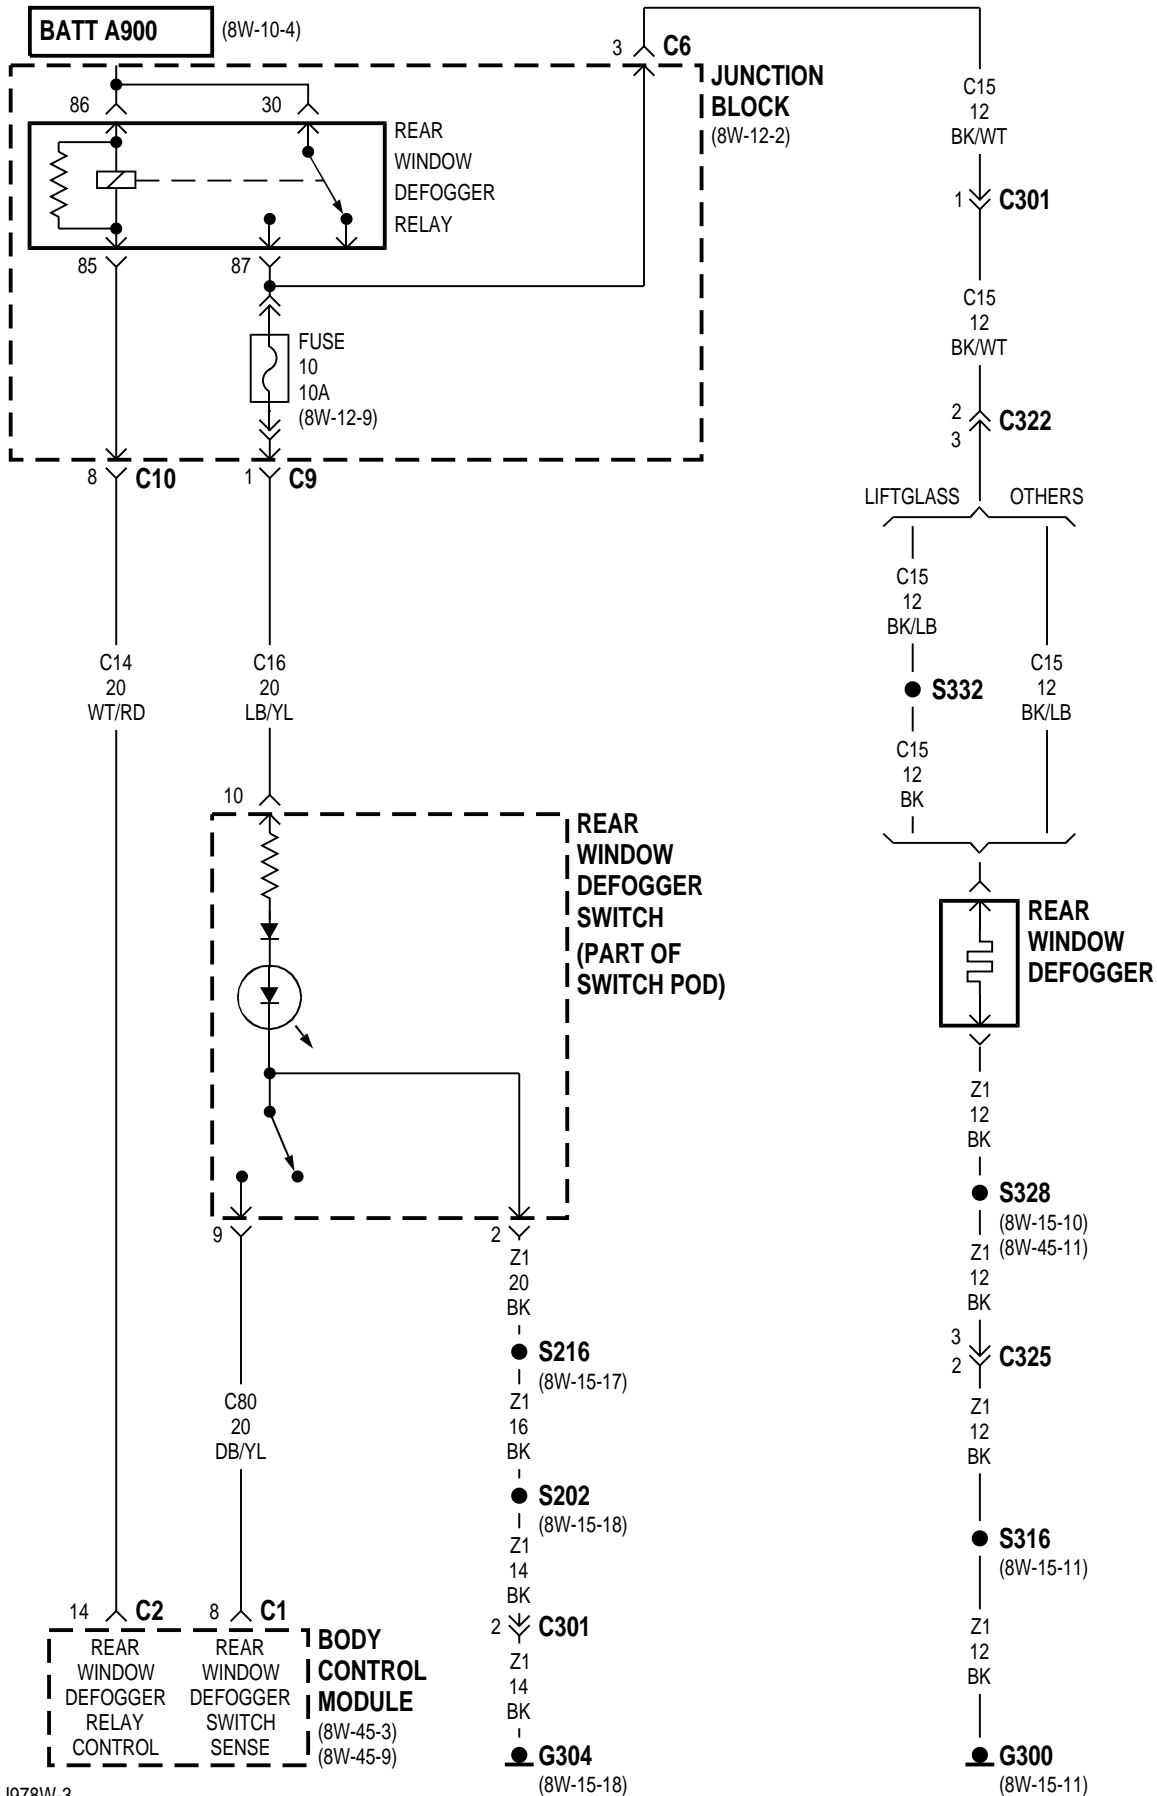 BATT A900
(8W-10-4)
3
C6
JUNCTION
BLOCK
(8W-12-2)
86
30
REAR
WINDOW
DEFOGGER
RELAY
85
87
FUSE
10
10A
(8W-12-9)
8
C10
1
C9
C15
12
BK/WT
1
C301
C15
12
BK/WT
2
3
C322
LIFTGLASS
OTHERS
C15
12
BK/LB
S332
C15
12
BK
C15
12
BK/LB
C14
20
WT/RD
C16
20
LB/YL
10
REAR
WINDOW
DEFOGGER
SWITCH
(PART OF
SWITCH POD)
REAR
WINDOW
DEFOGGER
9
2
Z1
20
BK
S216
(8W-15-17)
Z1
16
BK
S202
(8W-15-18)
Z1
14
BK
2
C301
Z1
14
BK
G304
(8W-15-18)
Z1
12
BK
S328
(8W-15-10)
(8W-45-11)
Z1
12
BK
3
2
C325
Z1
12
BK
S316
(8W-15-11)
Z1
12
BK
G300
(8W-15-11)
C80
20
DB/YL
14
C2
8
C1
REAR
WINDOW
DEFOGGER
RELAY
CONTROL
REAR
WINDOW
DEFOGGER
SWITCH
SENSE
BODY
CONTROL
MODULE
(8W-45-3)
(8W-45-9)
J978W-3